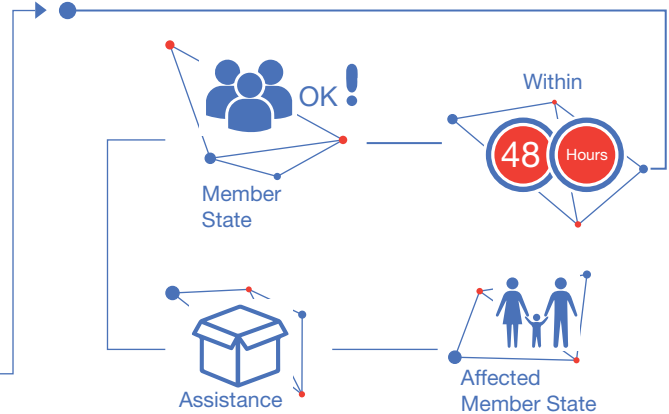 OK !
Within
48
Hours
Member
State
Assistance
Affected
Member State